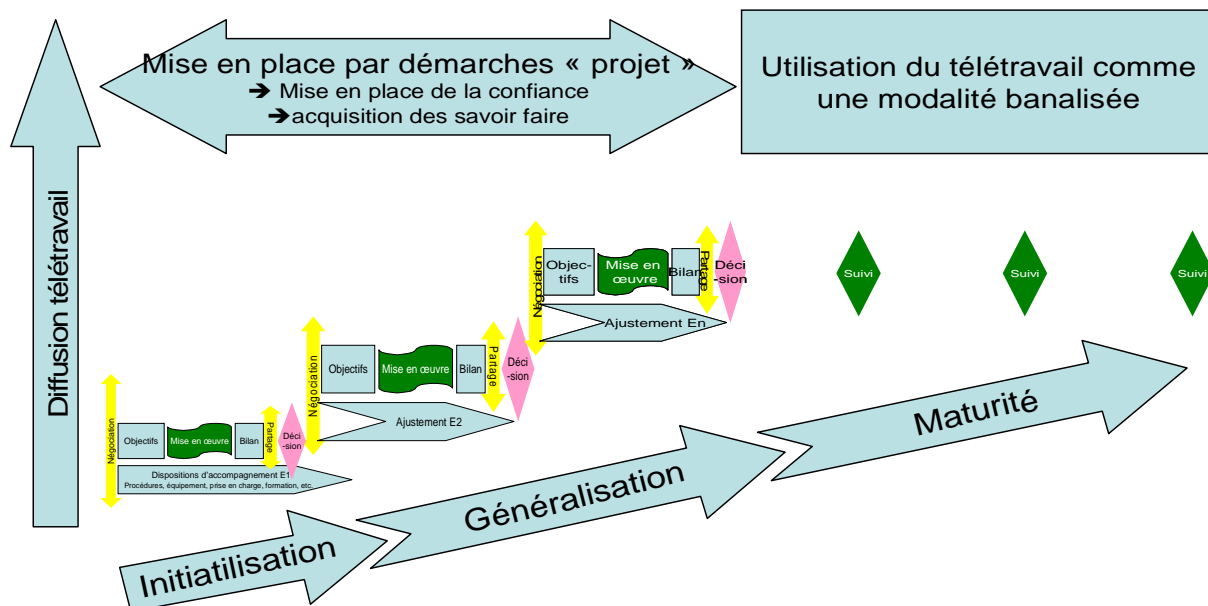 Mise en place par démarches « projet »
➔ Mise en place de la confiance
➔acquisition des savoir faire
Utilisation du télétravail comme
une modalité banalisée
Diffusion télétravail
Négociation
Objec-
tifs
Mise en
œuvre
Bilan
Partage
Déci
-sion
Ajustement En
Suivi
Suivi
Suivi
Négociation
Objectifs
Mise en œuvre
Bilan
Partage
Déci
-sion
Ajustement E2
Négociation
Objectifs
Mise en œuvre
Bilan
Partage
Déci
-sion
Dispositions d'accompagnement E1
Procédures, équipement, prise en charge, formation, etc.
Initiatilisation
Généralisation
Maturité